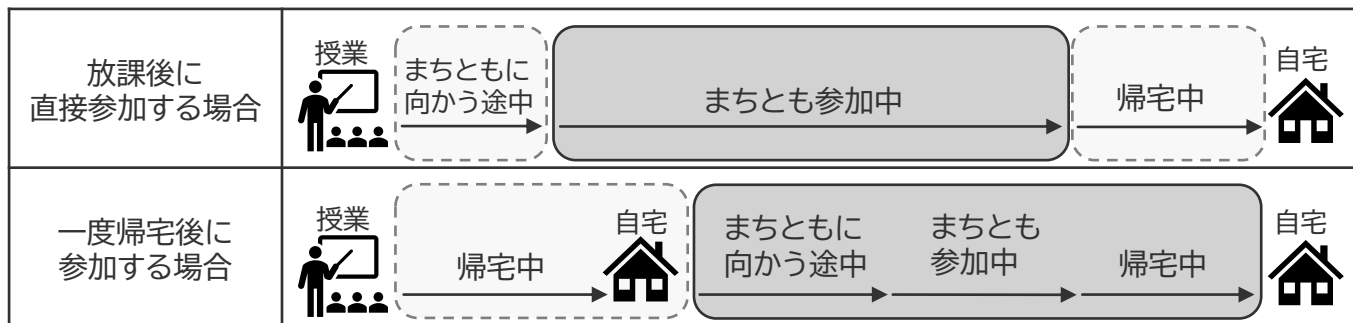 放課後に
直接参加する場合
授業
まちともに
向かう途中
まちとも参加中
帰宅中
自宅
一度帰宅後に
参加する場合
授業
帰宅中
自宅
まちともに
向かう途中
まちとも
参加中
帰宅中
自宅